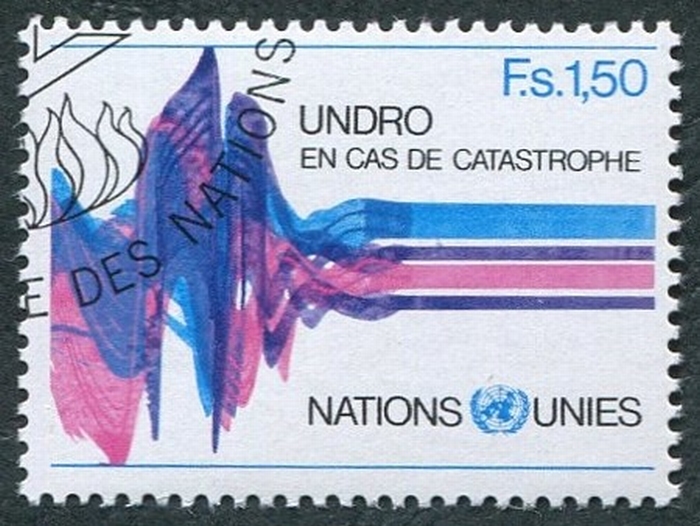 F.s.1,50
UNDRO
EN CAS DE CATASTROPHE
E DES NATIONS
NATIONS UNIES